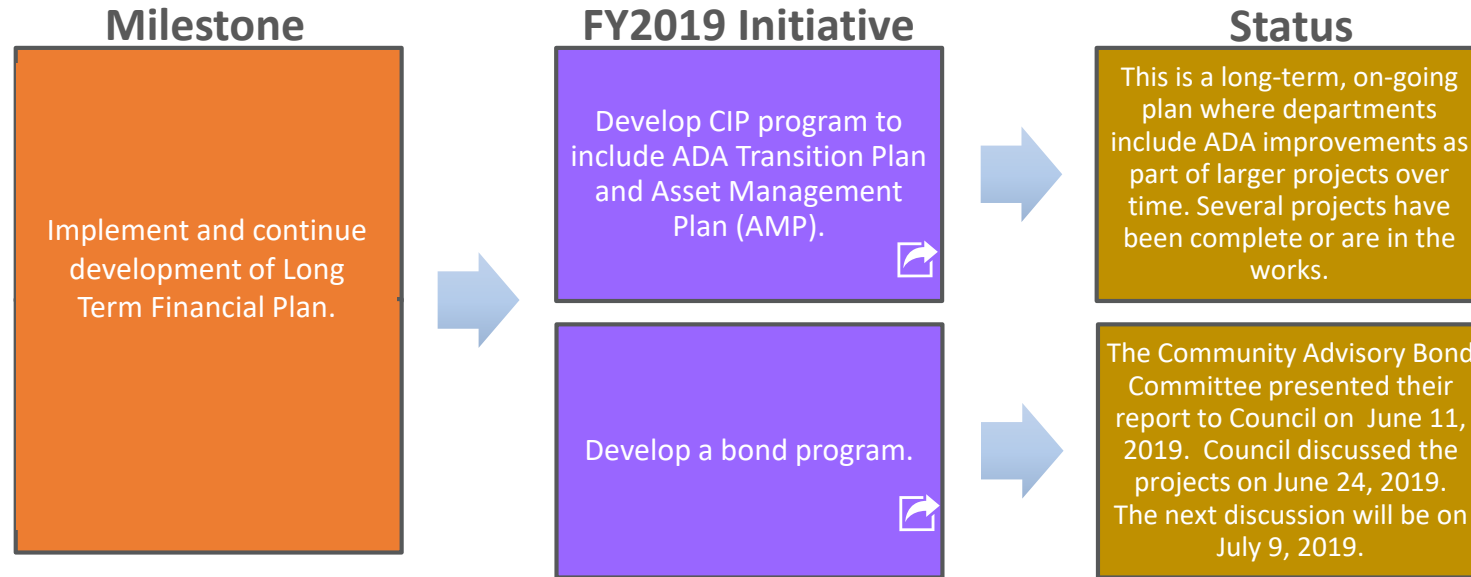 Milestone
FY2019 Initiative
Status
Implement and continue
development of Long
Term Financial Plan.
Develop CIP program to
include ADA Transition Plan
and Asset Management
Plan (AMP).
This is a long-term, on-going
plan where departments
include ADA improvements as
part of larger projects over
time. Several projects have
been complete or are in the
works.
Develop a bond program.
The Community Advisory Bond
Committee presented their
report to Council on June 11,
2019. Council discussed the
projects on June 24, 2019.
The next discussion will be on
July 9, 2019.